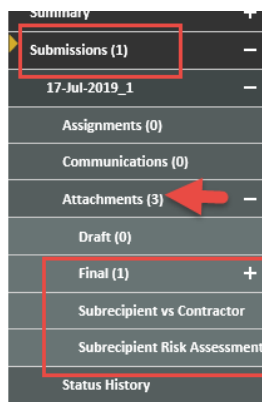 Summary +
Submissions (1) −
17-Jul-2019_1 −
Assignments (0)
Communications (0)
Attachments (3) −
Draft (0)
Final (1) +
Subrecipient vs Contractor
Subrecipient Risk Assessment
Status History